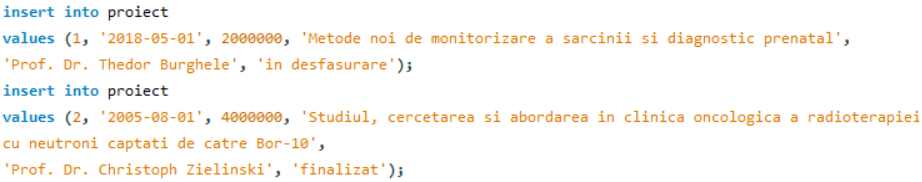 insert into proiect
values (1, '2018-05-01', 2000000, 'Metode noi de monitorizare a sarcinii si diagnostic prenatal',
'Prof. Dr. Thedor Burghele', 'in desfasurare');
insert into proiect
values (2, '2005-08-01', 4000000, 'Studiul, cercetarea si abordarea in clinica oncologica a radioterapiei
cu neutroni captati de catre Bor-10',
'Prof. Dr. Christoph Zielinski', 'finalizat');